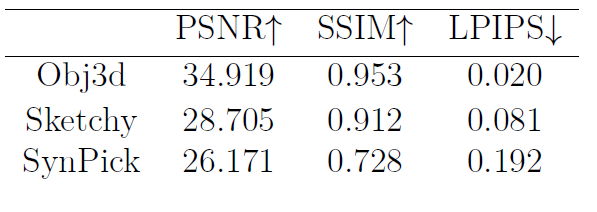 PSNR↑ SSIM↑ LPIPS↓
Obj3d 34.919 0.953 0.020
Sketchy 28.705 0.912 0.081
SynPick 26.171 0.728 0.192